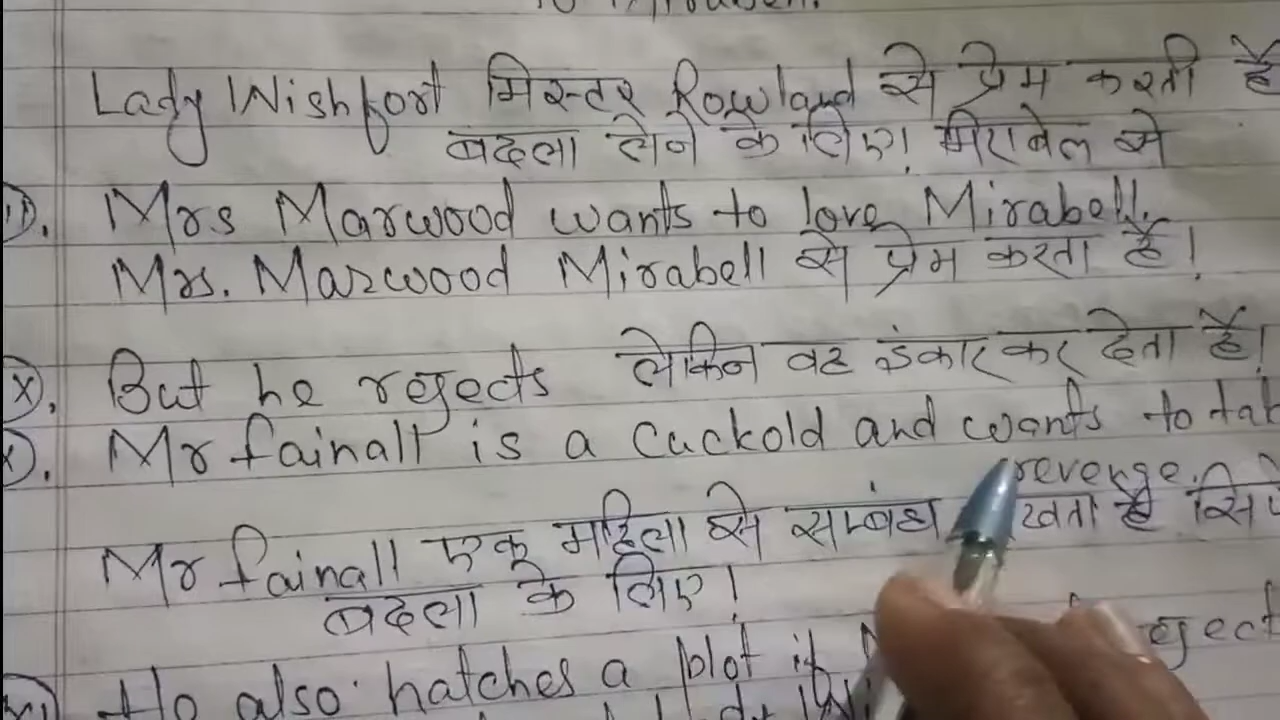 Lady Wishfort मिस्टर Rowland से प्रेम करती है
बदला लेने के लिए! मिराबेल से
Mrs Marwood wants to love Mirabell.
Mrs. Marwood Mirabell से प्रेम करता है!
But he rejects लेकिन वह इंकार कर देता है!
Mr fainall is a Cuckold and wants to
revenge.
Mr fainall एक महिला से सम्बंध रखता है
बदला के लिए!
He also hatches a plot if